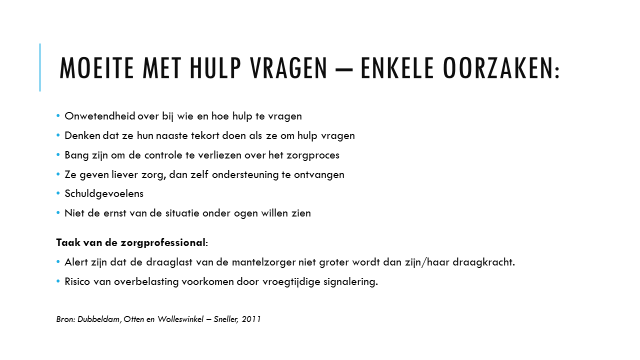 MOEITE MET HULP VRAGEN – ENKELE OORZAKEN:
• Onwetendheid over bij wie en hoe hulp te vragen
• Denken dat ze hun naaste tekort doen als ze om hulp vragen
• Bang zijn om de controle te verliezen over het zorgproces
• Ze geven liever zorg, dan zelf ondersteuning te ontvangen
• Schuldgevoelens
• Niet de ernst van de situatie onder ogen willen zien
Taak van de zorgprofessional:
• Alert zijn dat de draaglast van de mantelzorger niet groter wordt dan zijn/haar draagkracht.
• Risico van overbelasting voorkomen door vroegtijdige signalering.
Bron: Dubbeldam, Otten en Wolleswinkel – Sneller, 2011